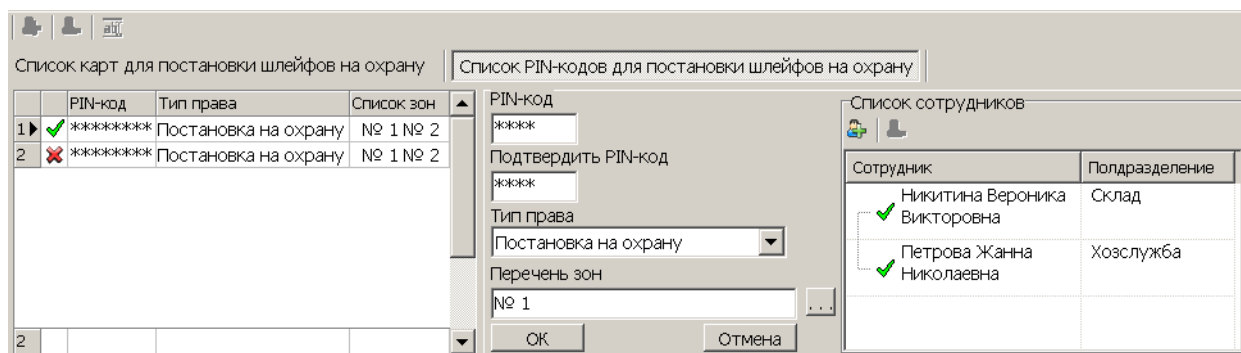 ab
Список карт для постановки шлейфов на охрану
Список PIN-кодов для постановки шлейфов на охрану
PIN-код Тип права Список зон
1 ******** Постановка на охрану № 1 № 2
2 ******** Постановка на охрану № 1 № 2
2
PIN-код
****
Подтвердить PIN-код
****
Тип права
Постановка на охрану
Перечень зон
№ 1
...
ОК Отмена
Список сотрудников
Сотрудник Полдразделение
Никитина Вероника Склад
Викторовна
Петрова Жанна Хозслужба
Николаевна